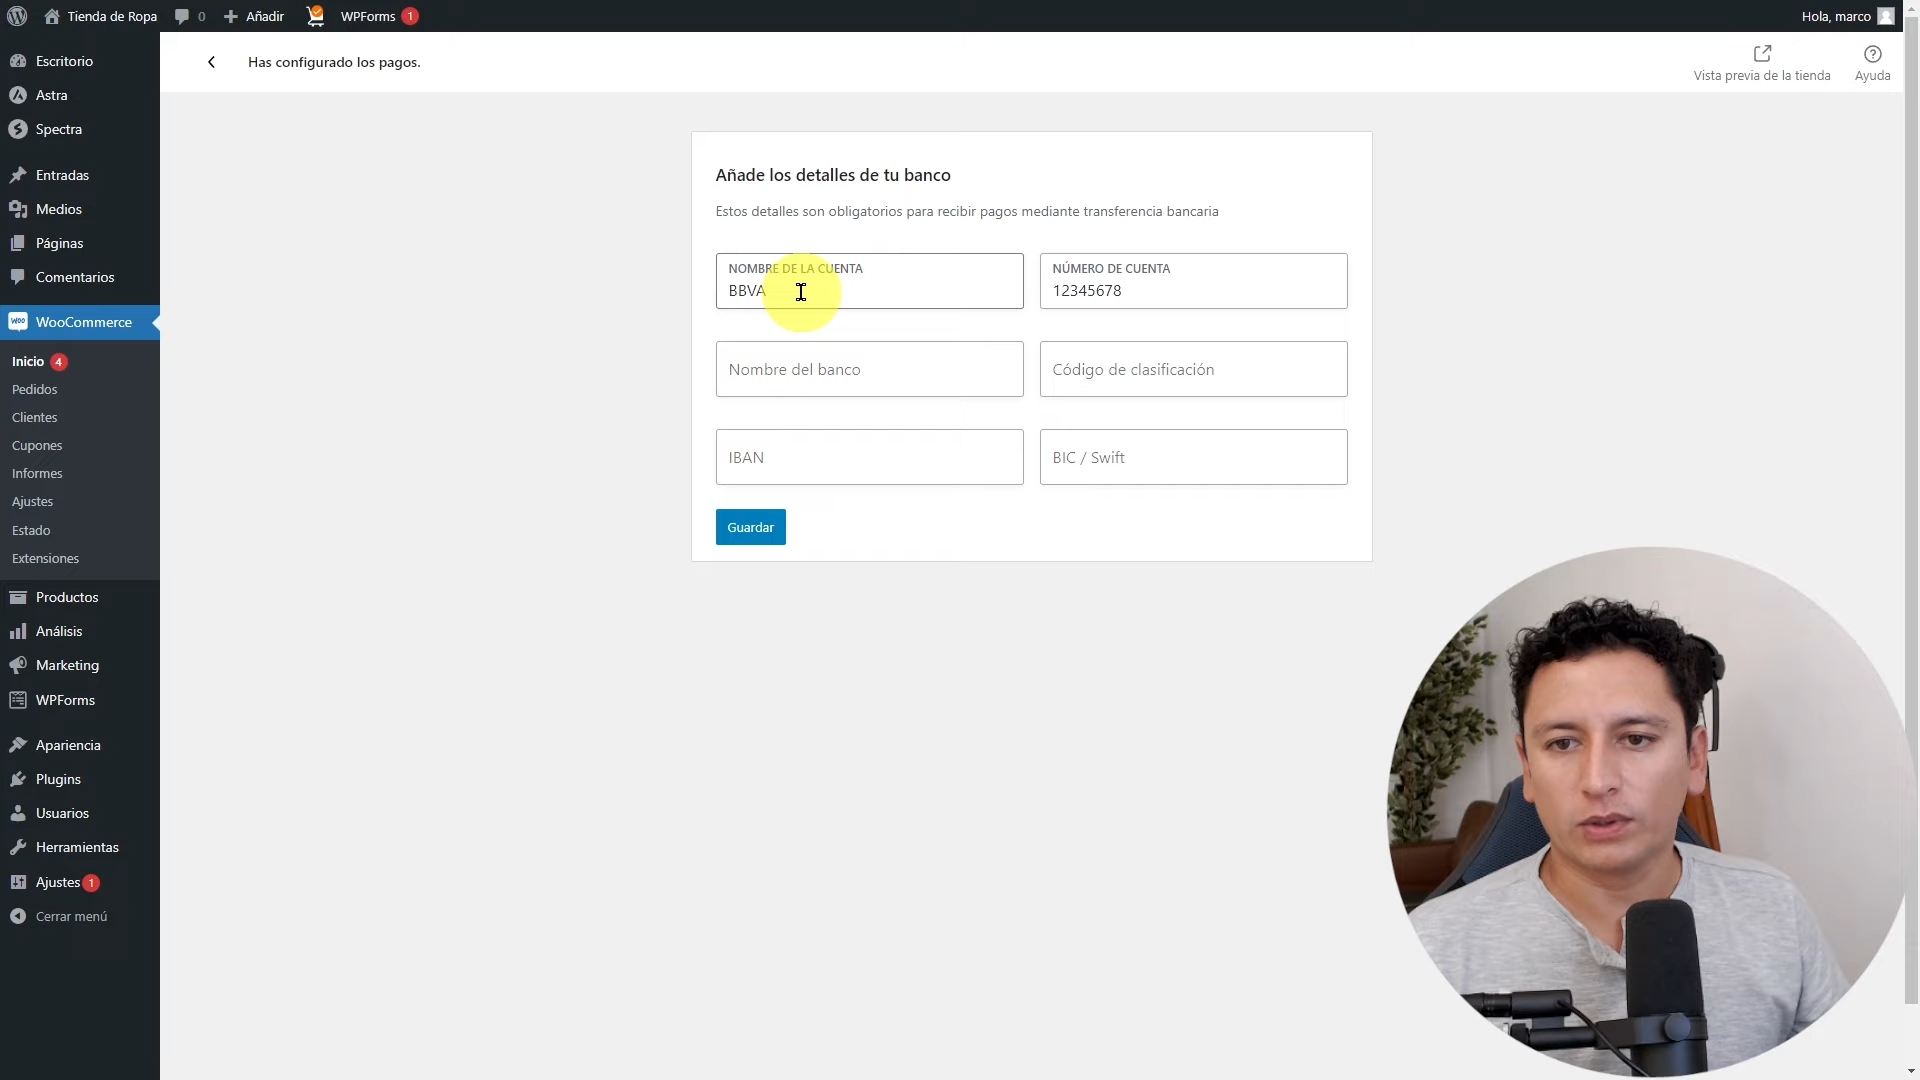 Tienda de Ropa
0
Añadir
WPForms 1
Hola, marco
Escritorio
Astra
Spectra
Entradas
Medios
Páginas
Comentarios
Woo
WooCommerce
Inicio 4
Pedidos
Clientes
Cupones
Informes
Ajustes
Estado
Extensiones
Productos
Análisis
Marketing
WPForms
Apariencia
Plugins
Usuarios
Herramientas
Ajustes 1
Cerrar menú
Has configurado los pagos.
Vista previa de la tienda
Ayuda
Añade los detalles de tu banco
Estos detalles son obligatorios para recibir pagos mediante transferencia bancaria
NOMBRE DE LA CUENTA
BBVA
NÚMERO DE CUENTA
12345678
Nombre del banco
Código de clasificación
IBAN
BIC / Swift
Guardar